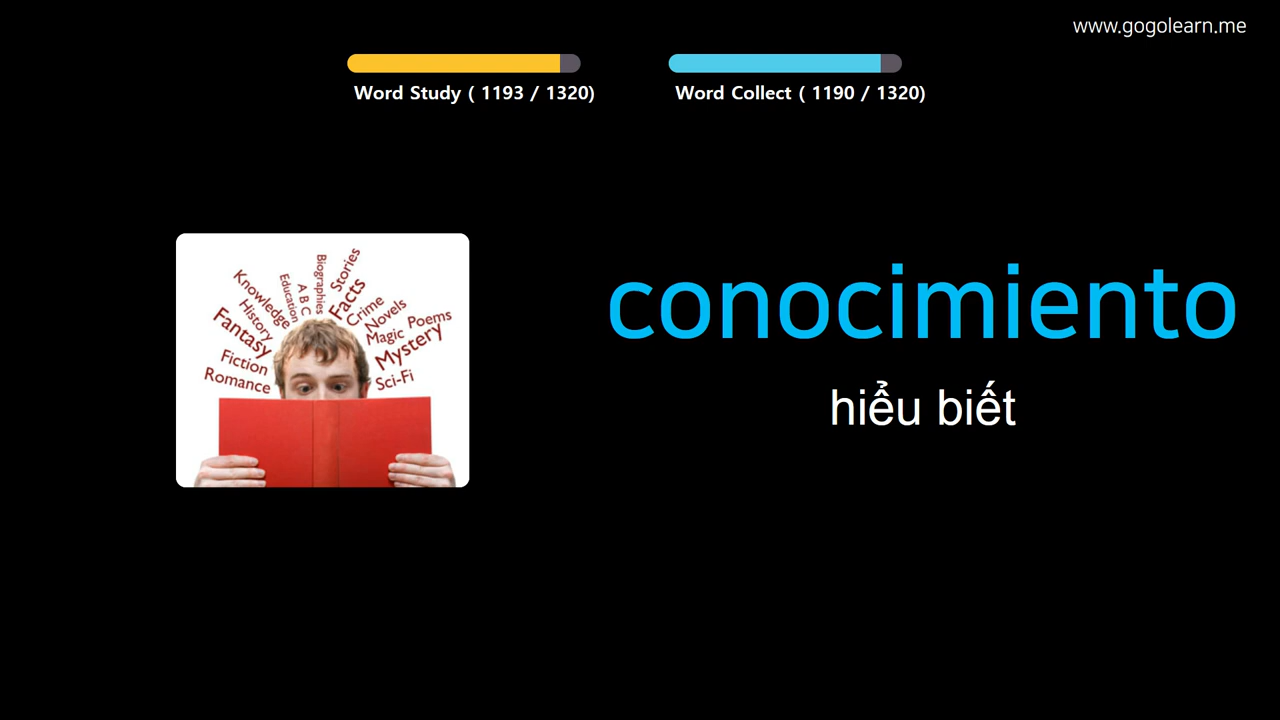 www.gogolearn.me
Word Study ( 1193 / 1320)
Word Collect ( 1190 / 1320)
conocimiento
hiểu biết
Knowledge
History
Fantasy
Fiction
Romance
Education
A B C
Biographies
Stories
Facts
Crime
Novels
Magic
Poems
Mystery
Sci-Fi